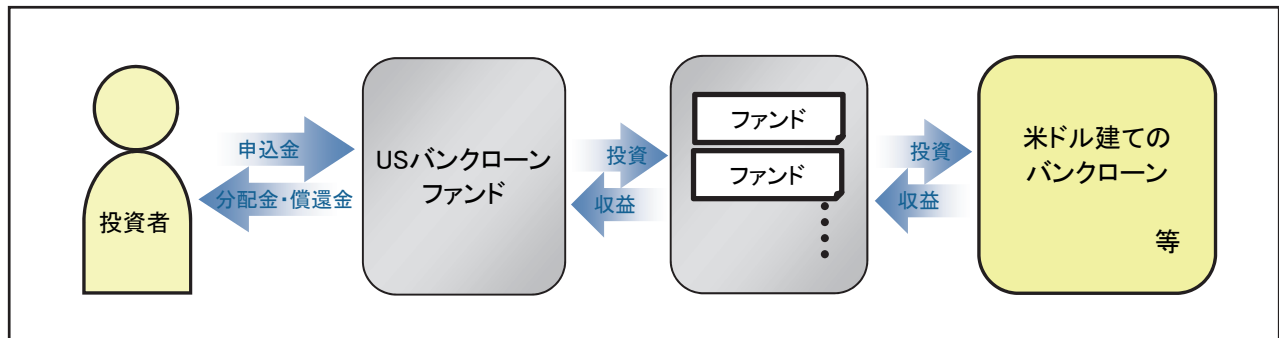 投資者
申込金
分配金・償還金
USバンクローン
ファンド
投資
収益
ファンド
ファンド
投資
収益
米ドル建ての
バンクローン
等